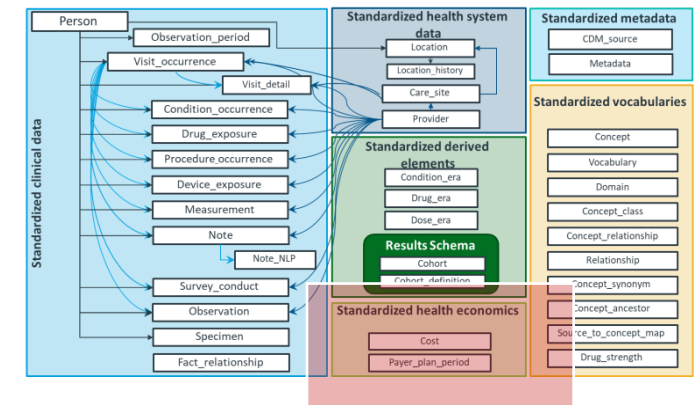 Standardized clinical data
Person
Observation_period
Visit_occurrence
Visit_detail
Condition_occurrence
Drug_exposure
Procedure_occurrence
Device_exposure
Measurement
Note
Note_NLP
Survey_conduct
Observation
Specimen
Fact_relationship
Standardized health system
data
Location
Location_history
Care_site
Provider
Standardized derived
elements
Condition_era
Drug_era
Dose_era
Results Schema
Cohort
Cohort_definition
Standardized health economics
Cost
Payer_plan_period
Standardized metadata
CDM_source
Metadata
Standardized vocabularies
Concept
Vocabulary
Domain
Concept_class
Concept_relationship
Relationship
Concept_synonym
Concept_ancestor
Source_to_concept_map
Drug_strength